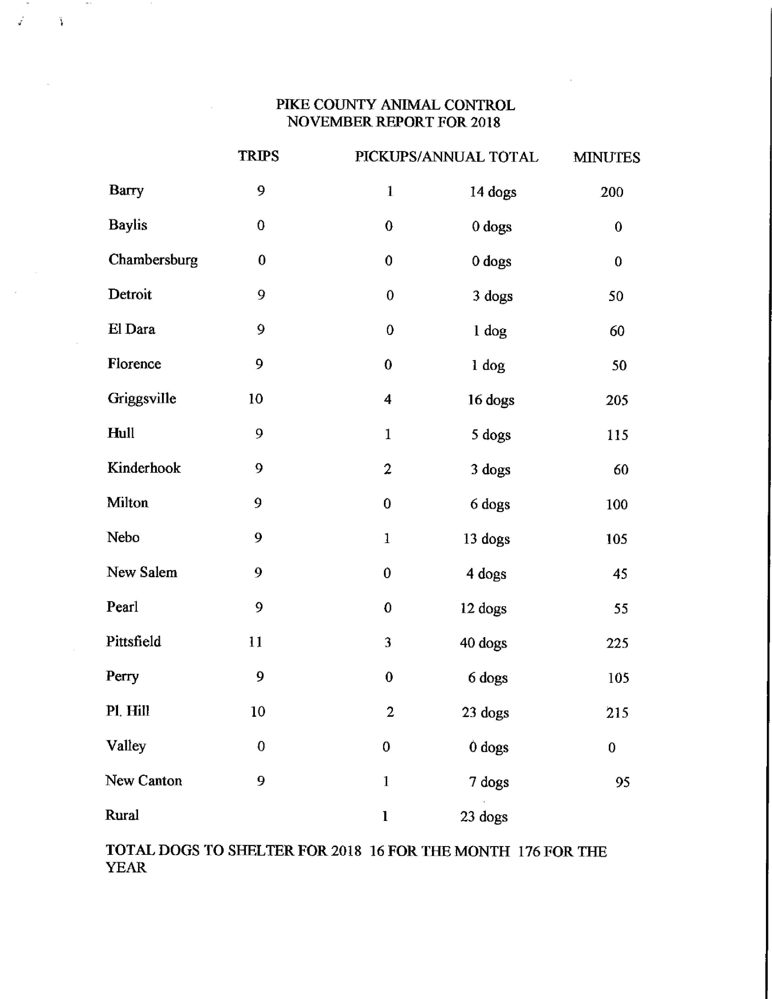 PIKE COUNTY ANIMAL CONTROL
NOVEMBER REPORT FOR 2018
TRIPS PICKUPS/ANNUAL TOTAL MINUTES
Barry 9 1 14 dogs 200
Baylis 0 0 0 dogs 0
Chambersburg 0 0 0 dogs 0
Detroit 9 0 3 dogs 50
El Dara 9 0 1 dog 60
Florence 9 0 1 dog 50
Griggsville 10 4 16 dogs 205
Hull 9 1 5 dogs 115
Kinderhook 9 2 3 dogs 60
Milton 9 0 6 dogs 100
Nebo 9 1 13 dogs 105
New Salem 9 0 4 dogs 45
Pearl 9 0 12 dogs 55
Pittsfield 11 3 40 dogs 225
Perry 9 0 6 dogs 105
Pl. Hill 10 2 23 dogs 215
Valley 0 0 0 dogs 0
New Canton 9 1 7 dogs 95
Rural 1 23 dogs
TOTAL DOGS TO SHELTER FOR 2018 16 FOR THE MONTH 176 FOR THE
YEAR